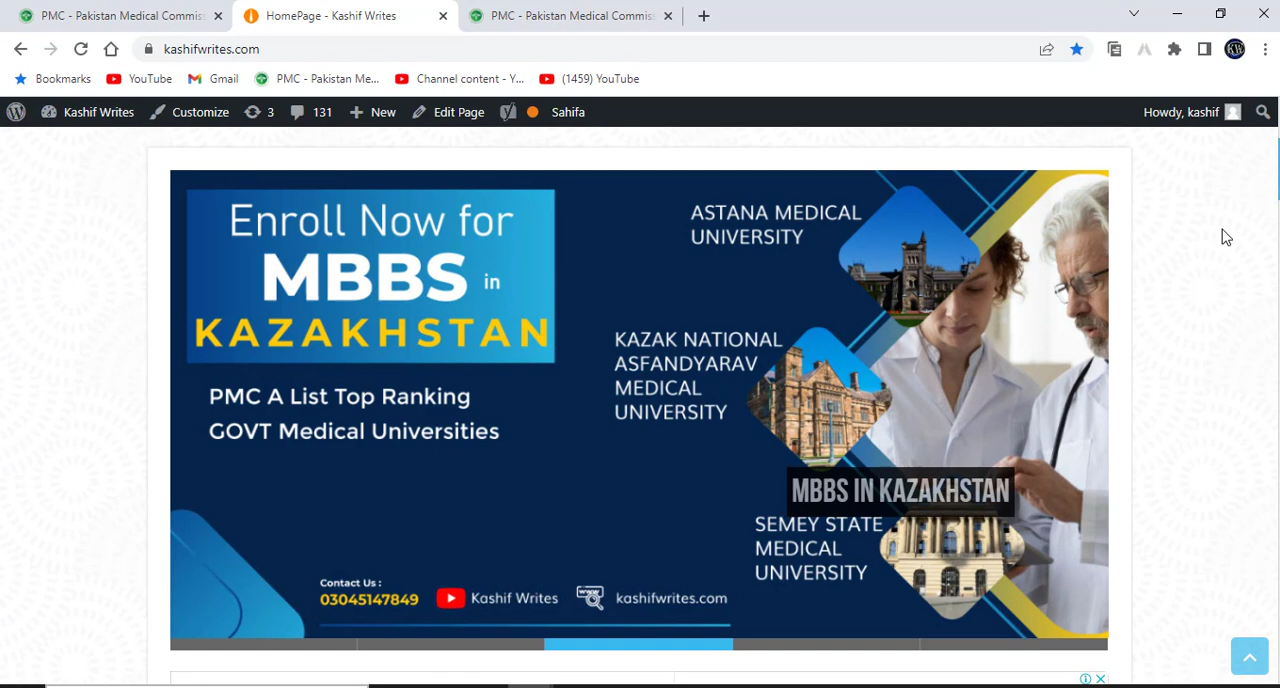 PMC - Pakistan Medical Commiss
HomePage - Kashif Writes
PMC - Pakistan Medical Commiss
kashifwrites.com
Bookmarks
YouTube
Gmail
PMC - Pakistan Me...
Channel content - Y...
(1459) YouTube
Kashif Writes
Customize
3
131
New
Edit Page
Sahifa
Howdy, kashif
Enroll Now for
MBBS in
KAZAKHSTAN
PMC A List Top Ranking
GOVT Medical Universities
ASTANA MEDICAL
UNIVERSITY
KAZAK NATIONAL
ASFANDYARAV
MEDICAL
UNIVERSITY
MBBS IN KAZAKHSTAN
SEMEY STATE
MEDICAL
UNIVERSITY
Contact Us :
03045147849
Kashif Writes
www
kashifwrites.com